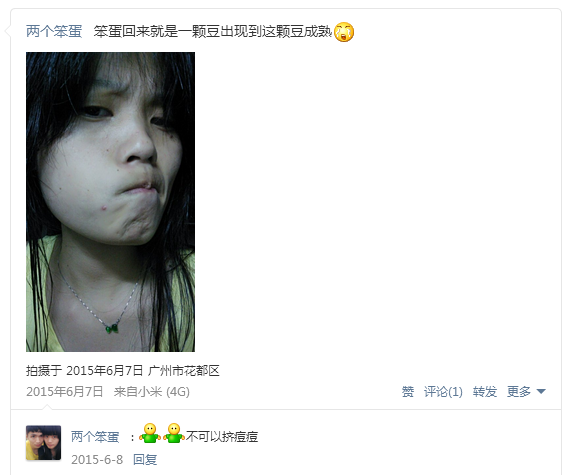 两个笨蛋 笨蛋回来就是一颗豆出现到这颗豆成熟
拍摄于 2015年6月7日 广州市花都区
2015年6月7日 来自小米 (4G) 赞 评论(1) 转发 更多
两个笨蛋 : 不可以挤痘痘
2015-6-8 回复